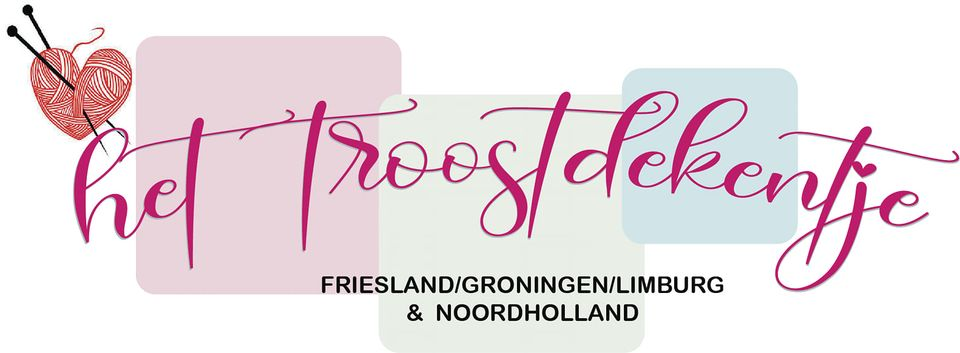 het Troostdekentje
FRIESLAND/GRONINGEN/LIMBURG
& NOORDHOLLAND